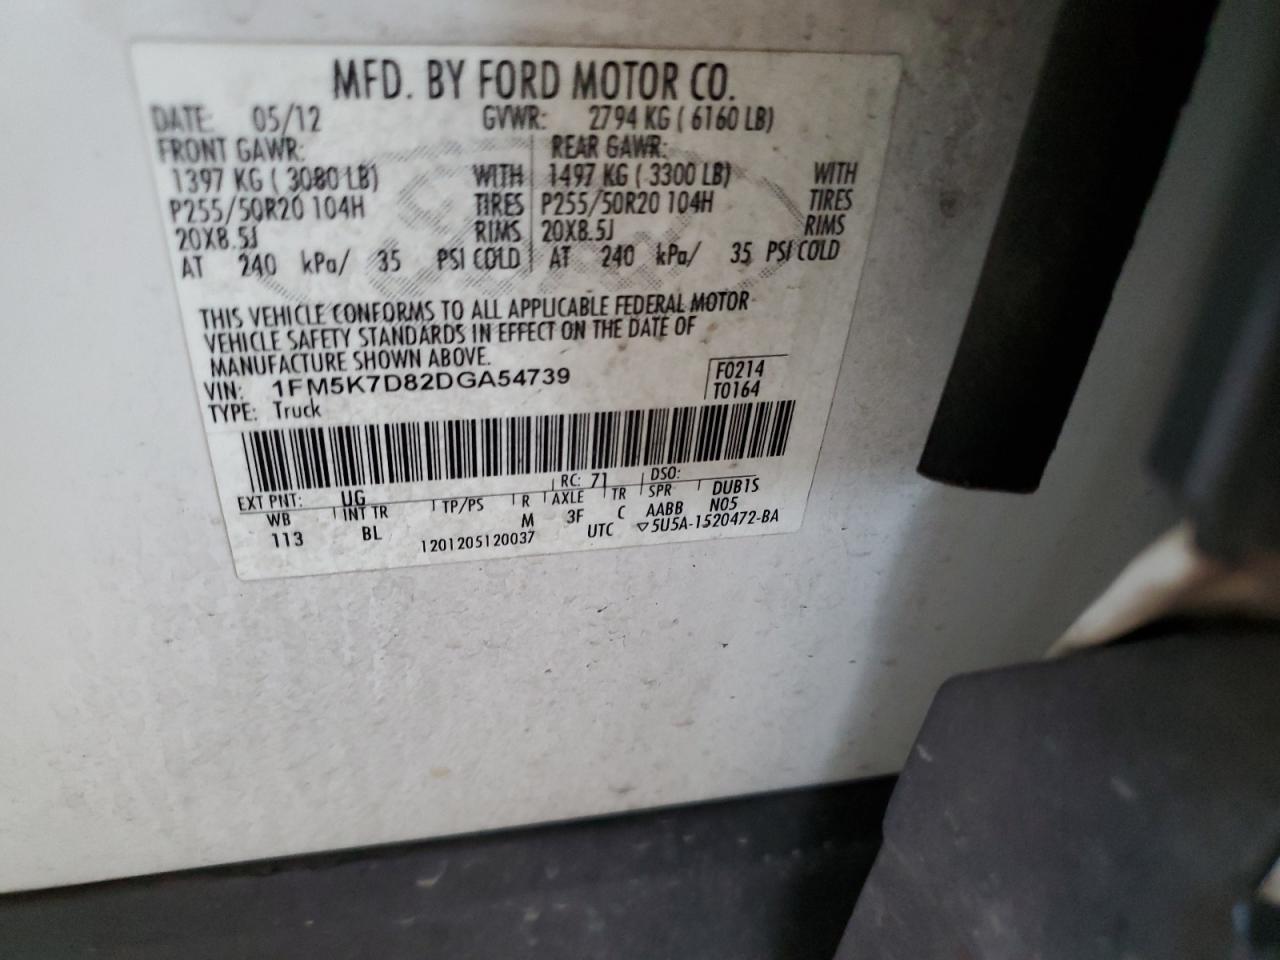 MFD. BY FORD MOTOR CO.
DATE: 05/12 GVWR: 2794 KG ( 6160 LB)
FRONT GAWR: REAR GAWR:
1397 KG ( 3080 LB) WITH 1497 KG ( 3300 LB) WITH
P255/50R20 104H TIRES P255/50R20 104H TIRES
20X8.5J RIMS 20X8.5J RIMS
AT 240 kPa/ 35 PSI COLD AT 240 kPa/ 35 PSI COLD
THIS VEHICLE CONFORMS TO ALL APPLICABLE FEDERAL MOTOR
VEHICLE SAFETY STANDARDS IN EFFECT ON THE DATE OF
MANUFACTURE SHOWN ABOVE.
VIN: 1FM5K7D82DGA54739 F0214
TYPE: Truck T0164
EXT PNT: UG RC: 71 DSO:
WB INT TR TP/PS R AXLE TR SPR DUB1S
113 BL M 3F C AABB N05
1201205120037 UTC ▽5U5A-1520472-BA